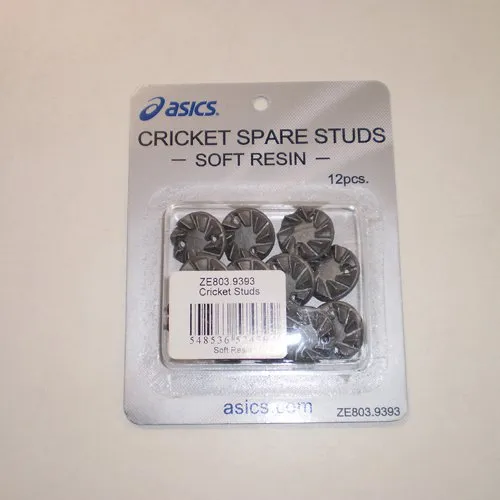 asics
CRICKET SPARE STUDS
— SOFT RESIN —
12pcs.
ZE803.9393
Cricket Studs
Soft Resin
asics.com
ZE803.9393